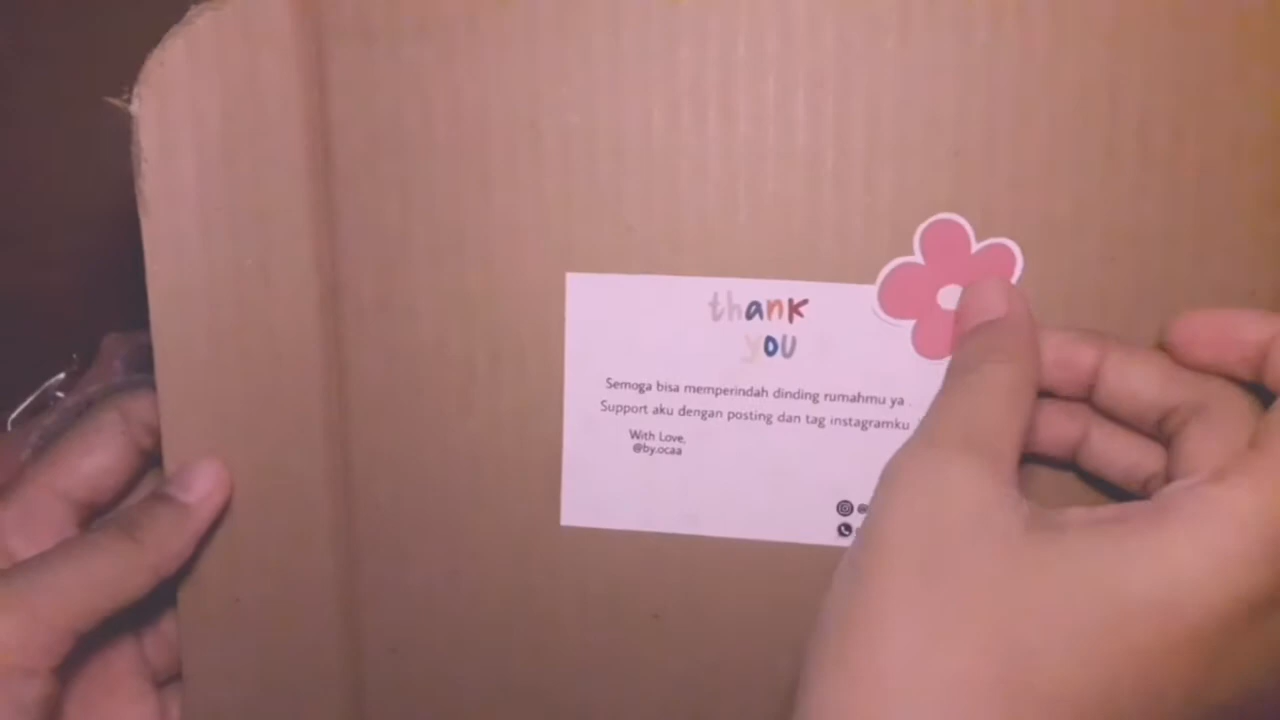 thank
you
Semoga bisa memperindah dinding rumahmu ya .
Support aku dengan posting dan tag instagramku
With Love,
@by.ocaa
@